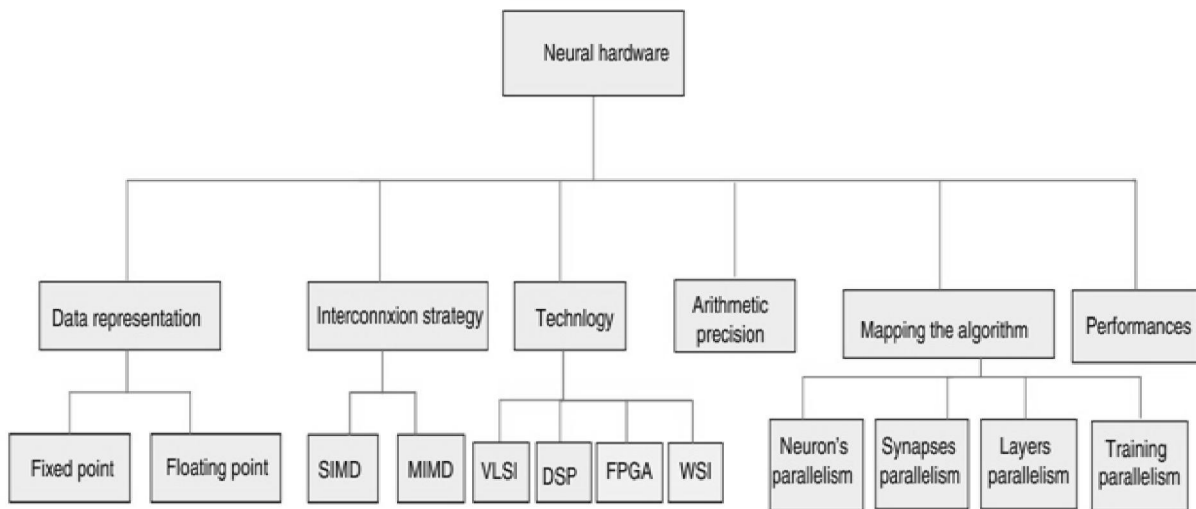 Neural hardware
Data representation
Interconnxion strategy
Technlogy
Arithmetic
precision
Mapping the algorithm
Performances
Fixed point
Floating point
SIMD
MIMD
VLSI
DSP
FPGA
WSI
Neuron's
parallelism
Synapses
parallelism
Layers
parallelism
Training
parallelism